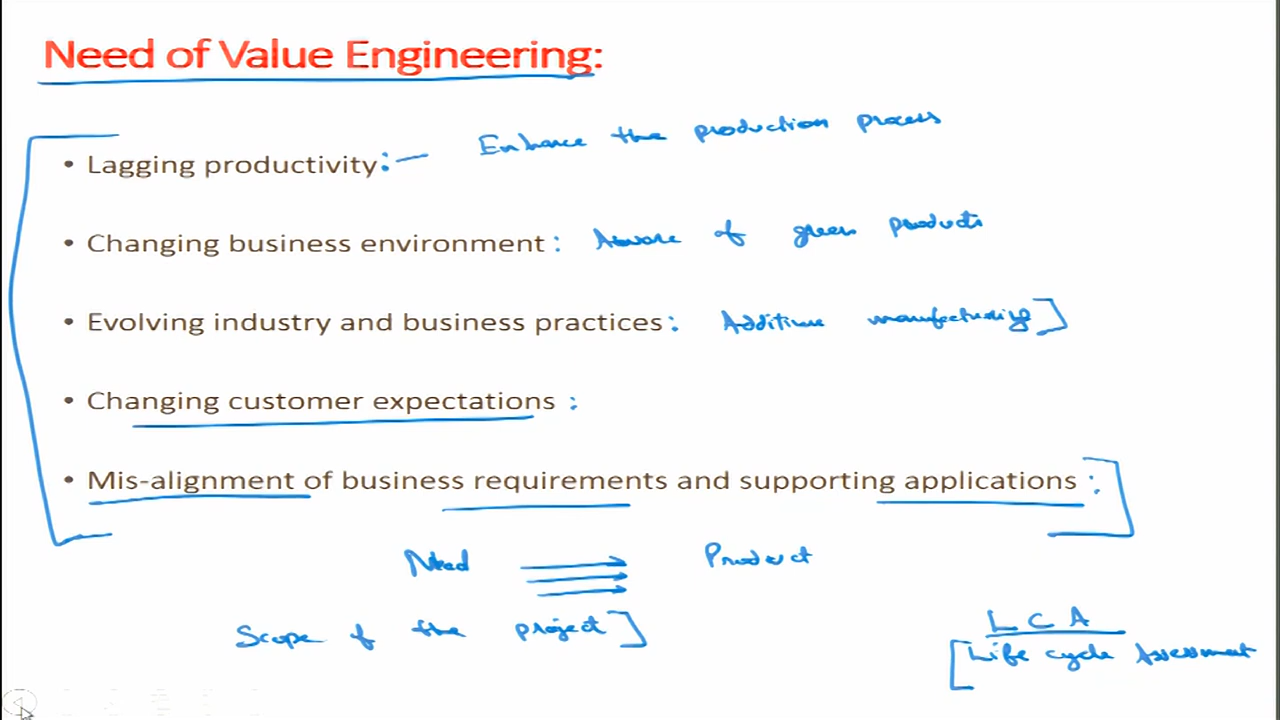 Need of Value Engineering:
Enhance the production process
• Lagging productivity: -
• Changing business environment : Aware of green products
• Evolving industry and business practices : Additive manufacturing ]
• Changing customer expectations :
• Mis-alignment of business requirements and supporting applications :
Need Product
Scope of the project ]
L C A
[ Life cycle Assessment